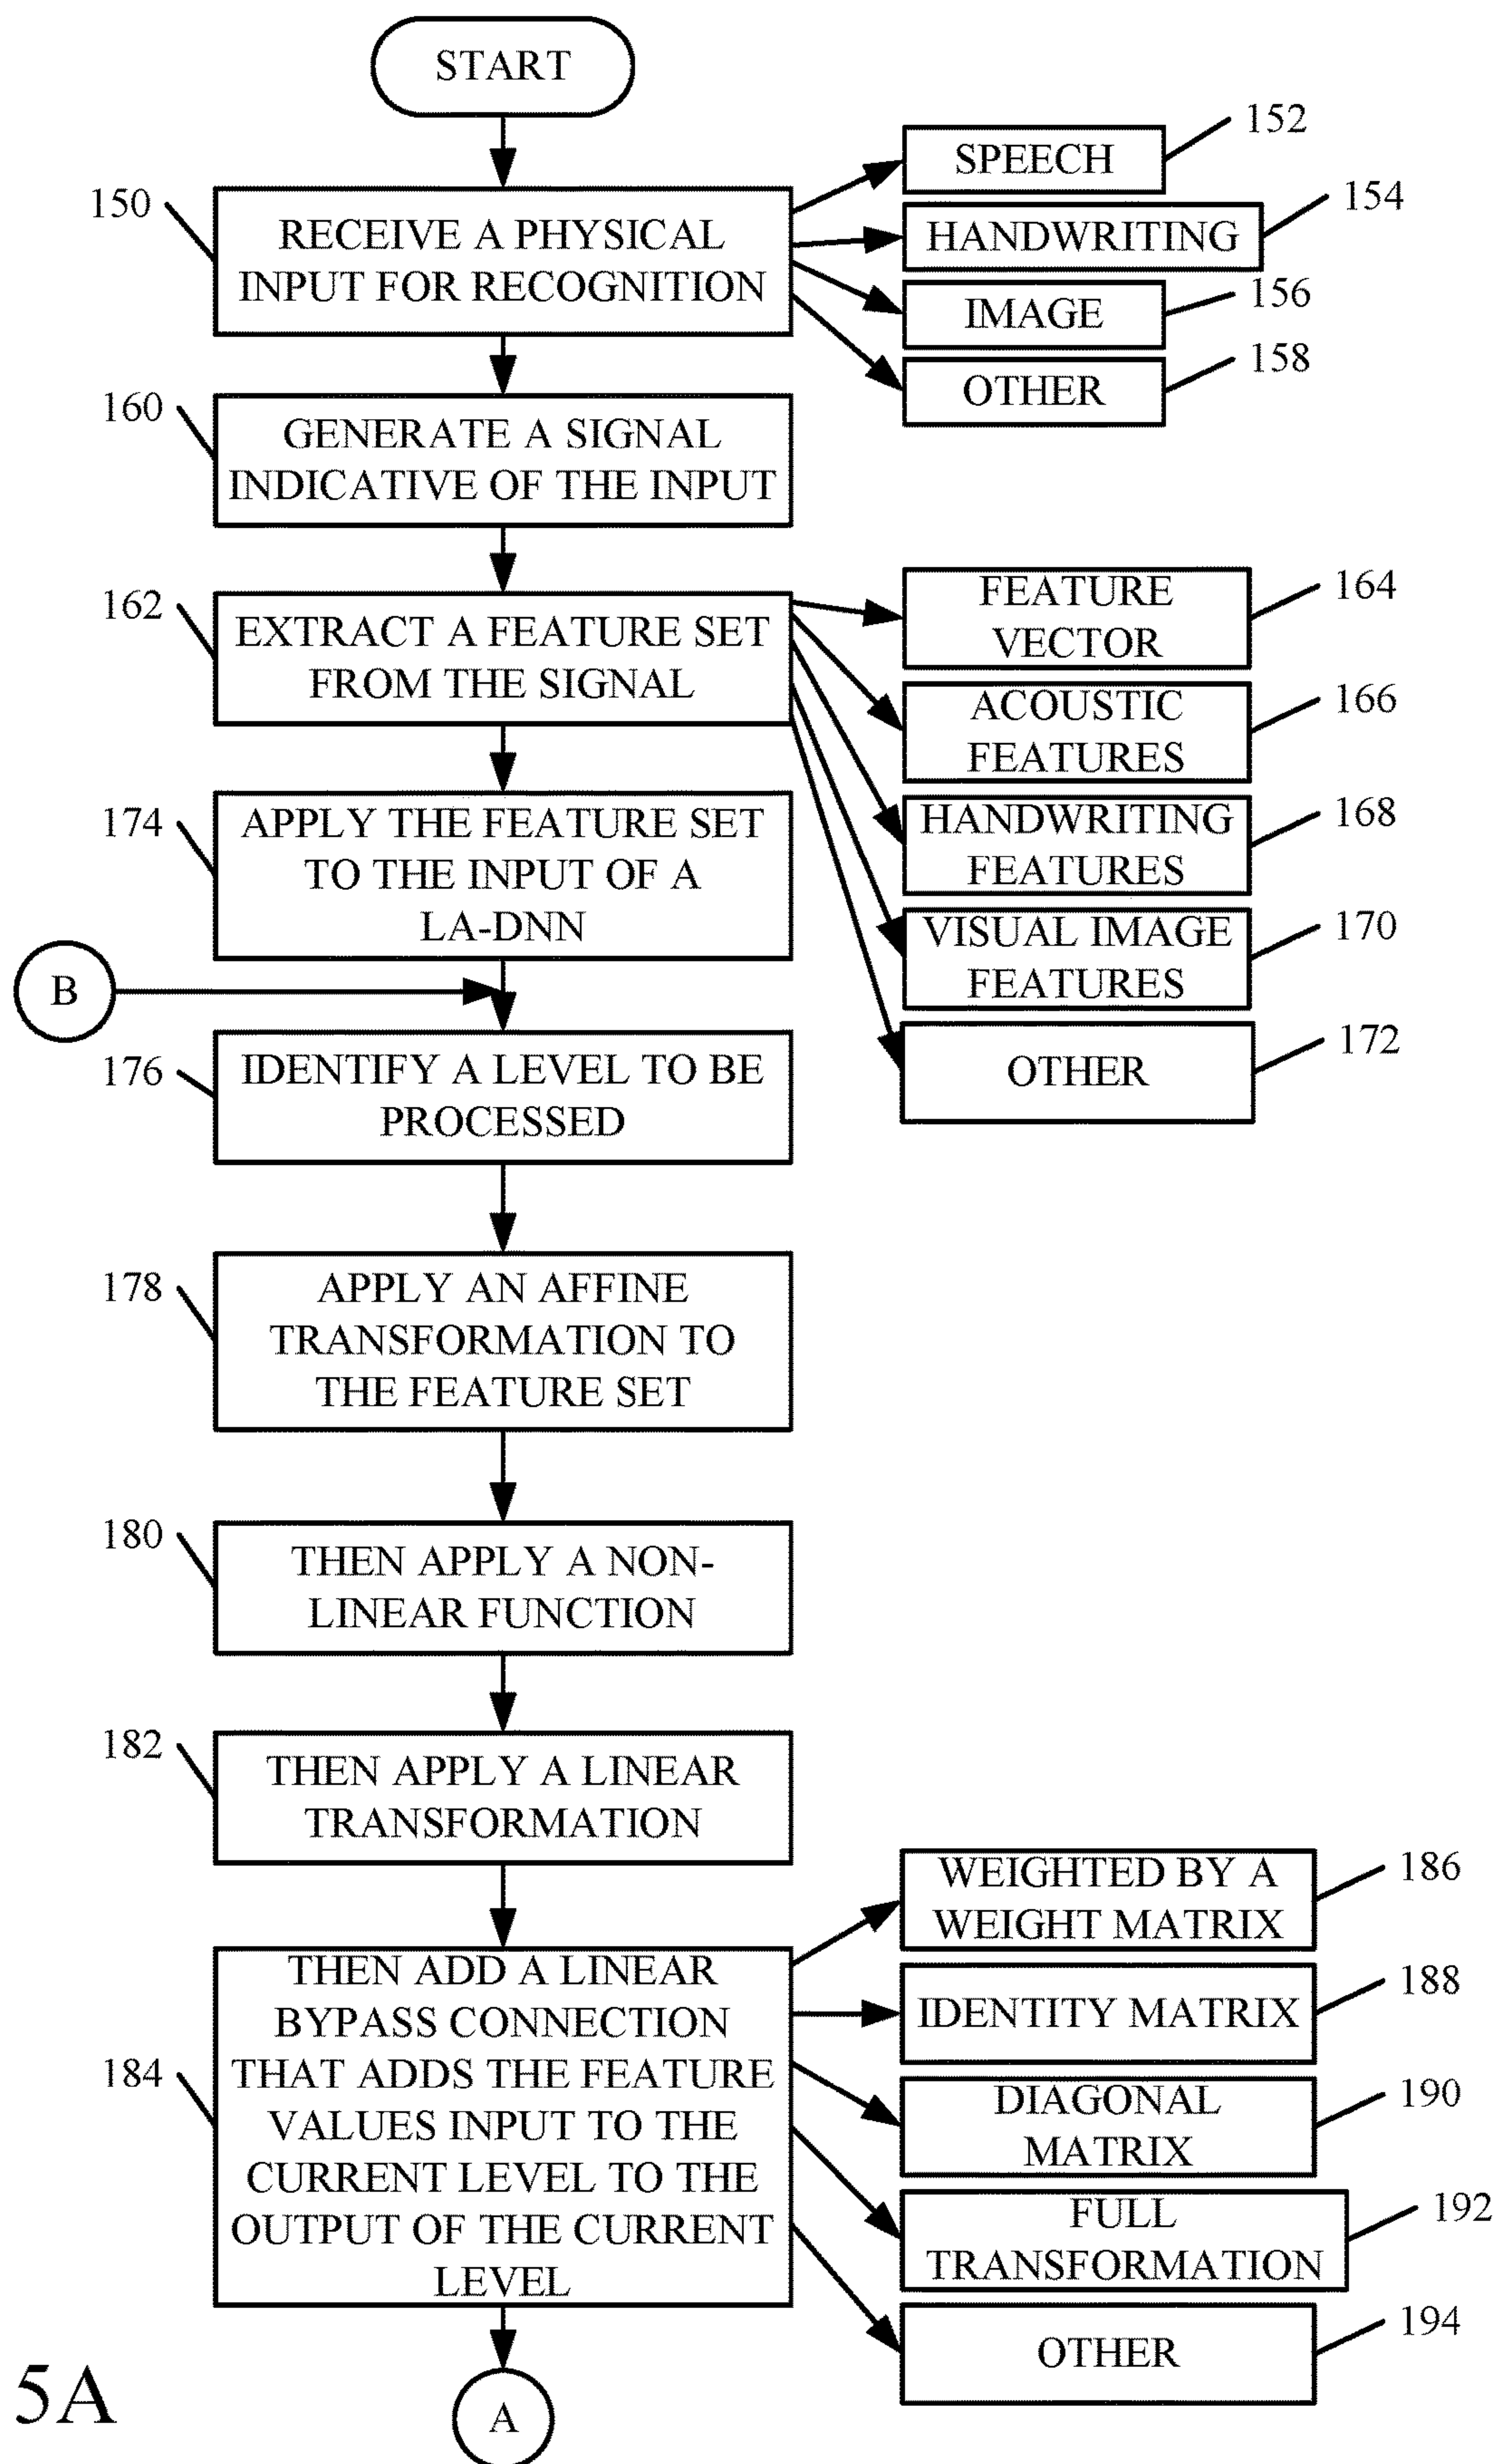 START
150
RECEIVE A PHYSICAL
INPUT FOR RECOGNITION
SPEECH
152
HANDWRITING
154
IMAGE
156
OTHER
158
160
GENERATE A SIGNAL
INDICATIVE OF THE INPUT
162
EXTRACT A FEATURE SET
FROM THE SIGNAL
FEATURE
VECTOR
164
ACOUSTIC
FEATURES
166
HANDWRITING
FEATURES
168
VISUAL IMAGE
FEATURES
170
OTHER
172
174
APPLY THE FEATURE SET
TO THE INPUT OF A
LA-DNN
B
176
IDENTIFY A LEVEL TO BE
PROCESSED
178
APPLY AN AFFINE
TRANSFORMATION TO
THE FEATURE SET
180
THEN APPLY A NON-
LINEAR FUNCTION
182
THEN APPLY A LINEAR
TRANSFORMATION
184
THEN ADD A LINEAR
BYPASS CONNECTION
THAT ADDS THE FEATURE
VALUES INPUT TO THE
CURRENT LEVEL TO THE
OUTPUT OF THE CURRENT
LEVEL
WEIGHTED BY A
WEIGHT MATRIX
186
IDENTITY MATRIX
188
DIAGONAL
MATRIX
190
FULL
TRANSFORMATION
192
OTHER
194
5A
A